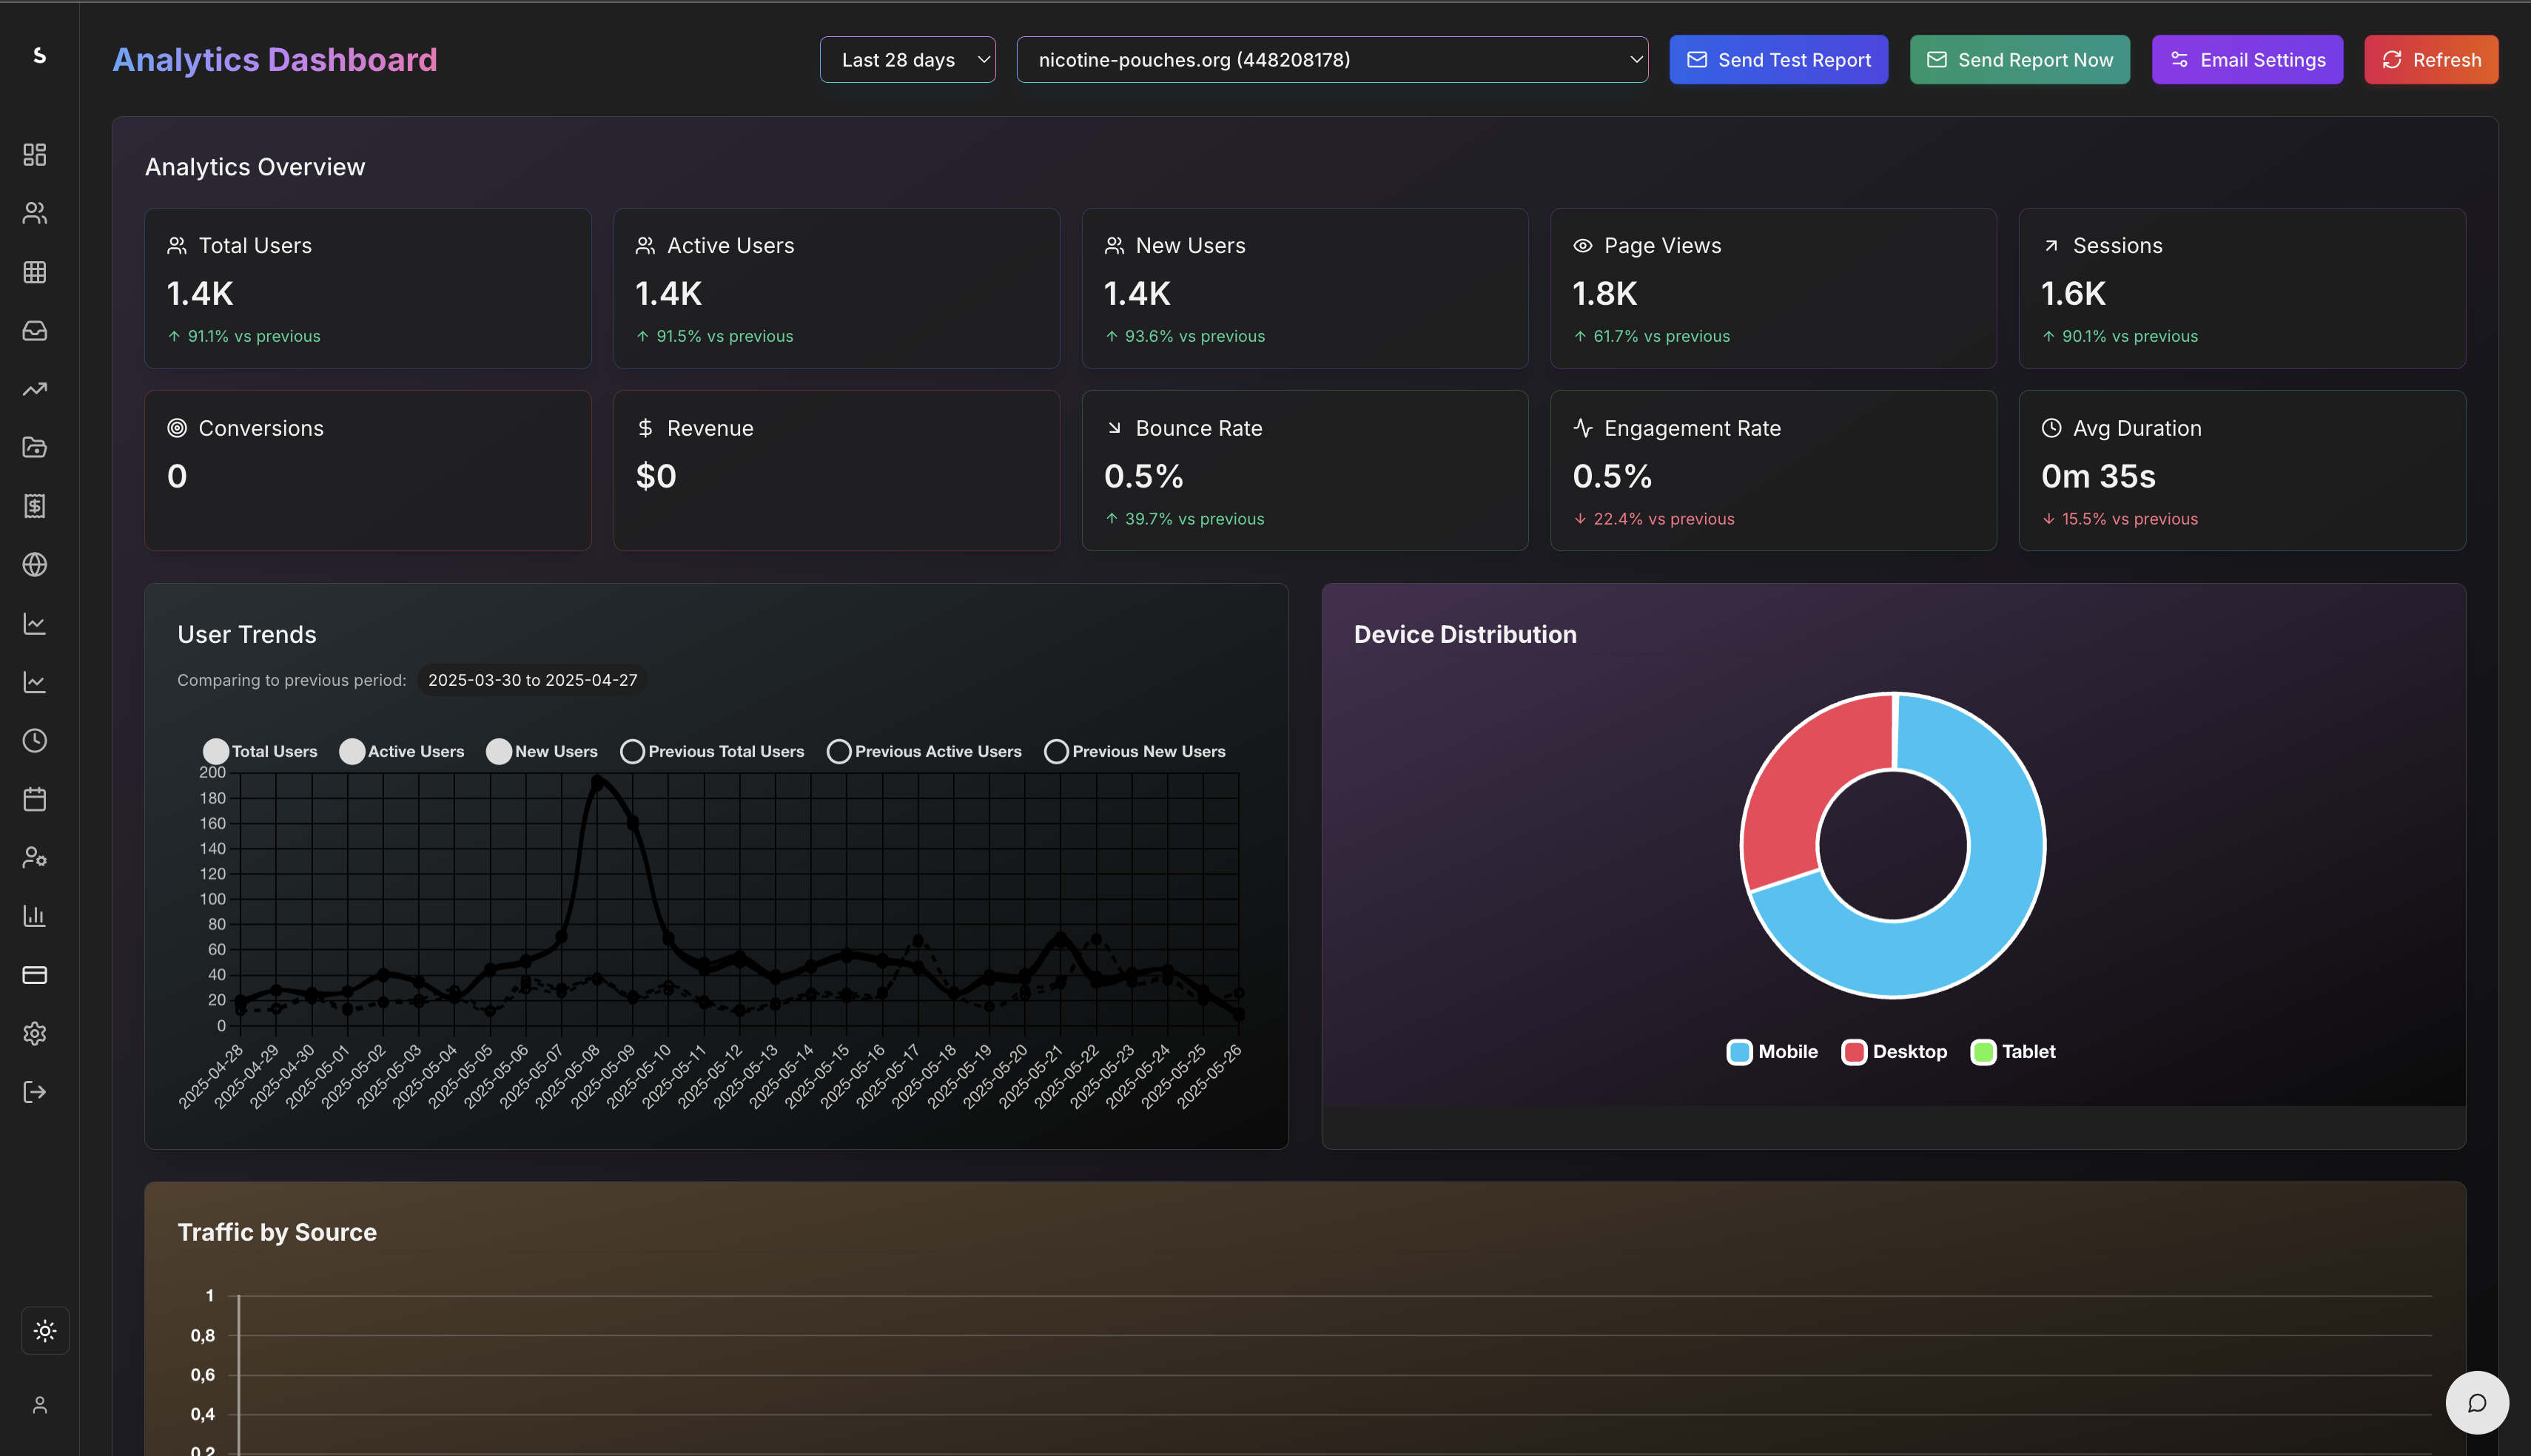 S
Analytics Dashboard
Last 28 days
nicotine-pouches.org (448208178)
Send Test Report
Send Report Now
Email Settings
Refresh
Analytics Overview
Total Users
1.4K
↑ 91.1% vs previous
Active Users
1.4K
↑ 91.5% vs previous
New Users
1.4K
↑ 93.6% vs previous
Page Views
1.8K
↑ 61.7% vs previous
Sessions
1.6K
↑ 90.1% vs previous
Conversions
0
Revenue
$0
Bounce Rate
0.5%
↑ 39.7% vs previous
Engagement Rate
0.5%
↓ 22.4% vs previous
Avg Duration
0m 35s
↓ 15.5% vs previous
User Trends
Comparing to previous period: 2025-03-30 to 2025-04-27
Total Users Active Users New Users Previous Total Users Previous Active Users Previous New Users
200
180
160
140
120
100
80
60
40
20
0
2025-04-28
2025-04-29
2025-04-30
2025-05-01
2025-05-02
2025-05-03
2025-05-04
2025-05-05
2025-05-06
2025-05-07
2025-05-08
2025-05-09
2025-05-10
2025-05-11
2025-05-12
2025-05-13
2025-05-14
2025-05-15
2025-05-16
2025-05-17
2025-05-18
2025-05-19
2025-05-20
2025-05-21
2025-05-22
2025-05-23
2025-05-24
2025-05-25
2025-05-26
Device Distribution
Mobile Desktop Tablet
Traffic by Source
1
0,8
0,6
0,4
0,2